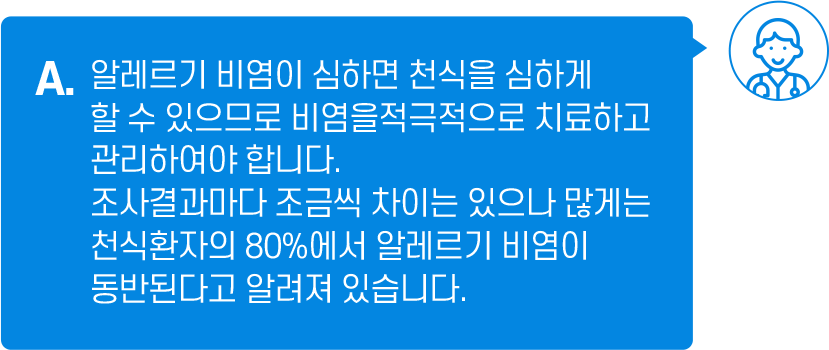 A. 알레르기 비염이 심하면 천식을 심하게
할 수 있으므로 비염을적극적으로 치료하고
관리하여야 합니다.
조사결과마다 조금씩 차이는 있으나 많게는
천식환자의 80%에서 알레르기 비염이
동반된다고 알려져 있습니다.